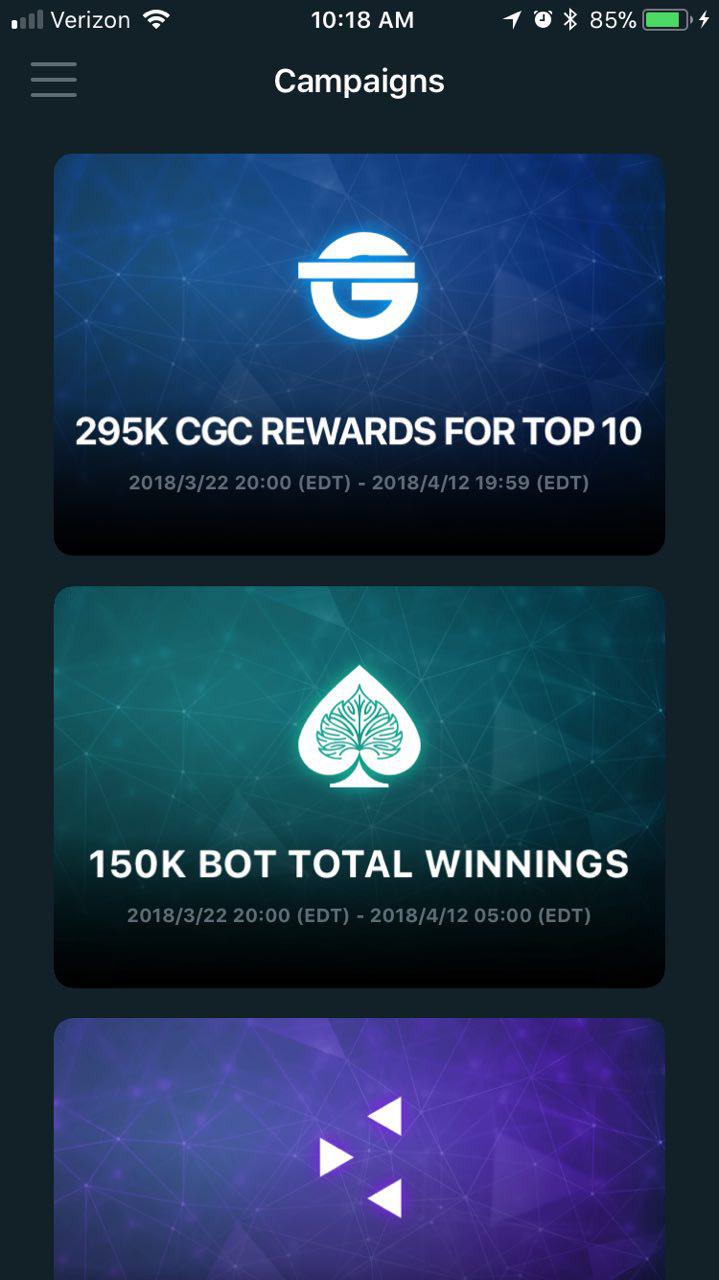 Verizon 10:18 AM 85%
Campaigns
295K CGC REWARDS FOR TOP 10
2018/3/22 20:00 (EDT) - 2018/4/12 19:59 (EDT)
150K BOT TOTAL WINNINGS
2018/3/22 20:00 (EDT) - 2018/4/12 05:00 (EDT)